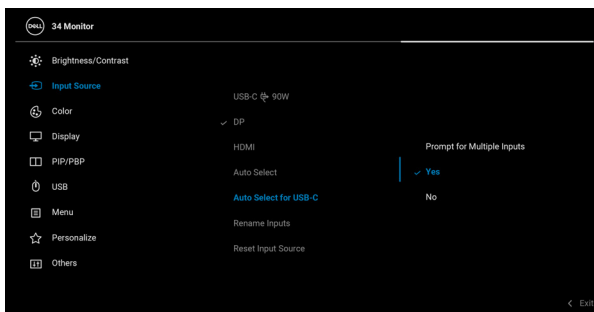 DELL 34 Monitor
Brightness/Contrast
Input Source
Color
Display
PIP/PBP
USB
Menu
Personalize
Others
USB-C 90W
DP
HDMI
Auto Select
Auto Select for USB-C
Rename Inputs
Reset Input Source
Prompt for Multiple Inputs
Yes
No
Exit